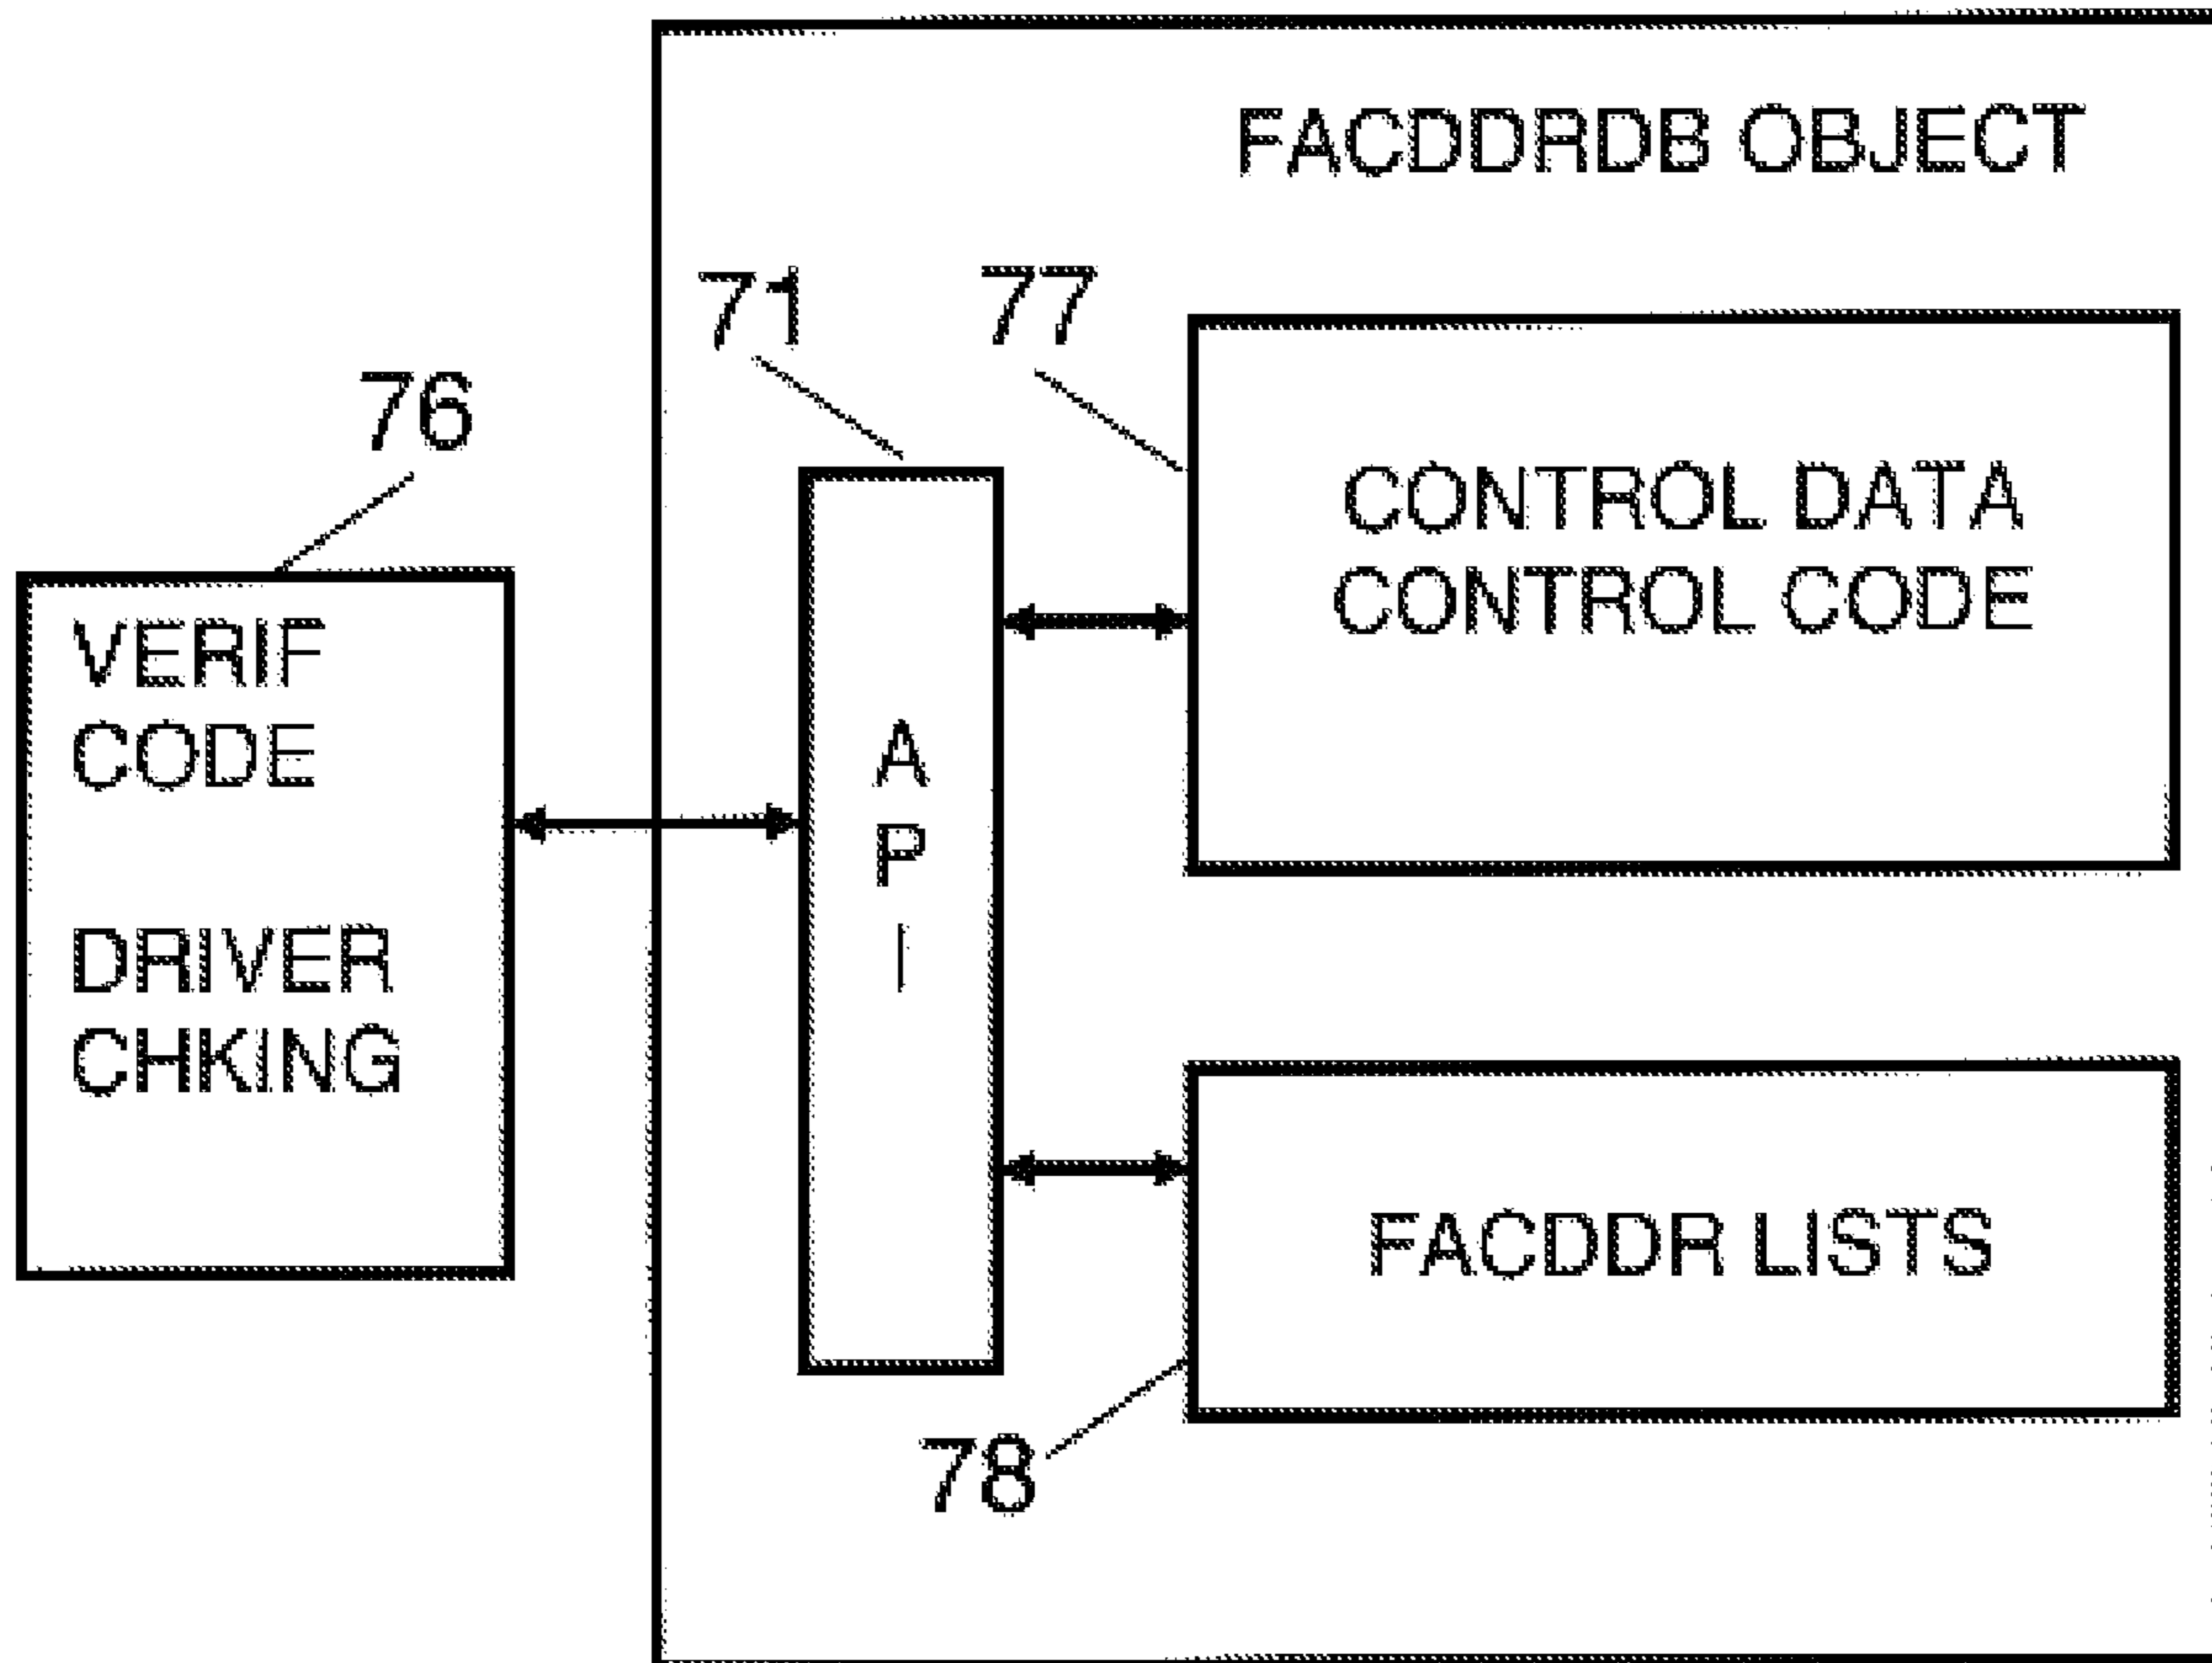 FACDDRDB OBJECT
71
77
76
CONTROL DATA
CONTROL CODE
VERIF
CODE
DRIVER
CHKING
A
P
I
FACDDR LISTS
78